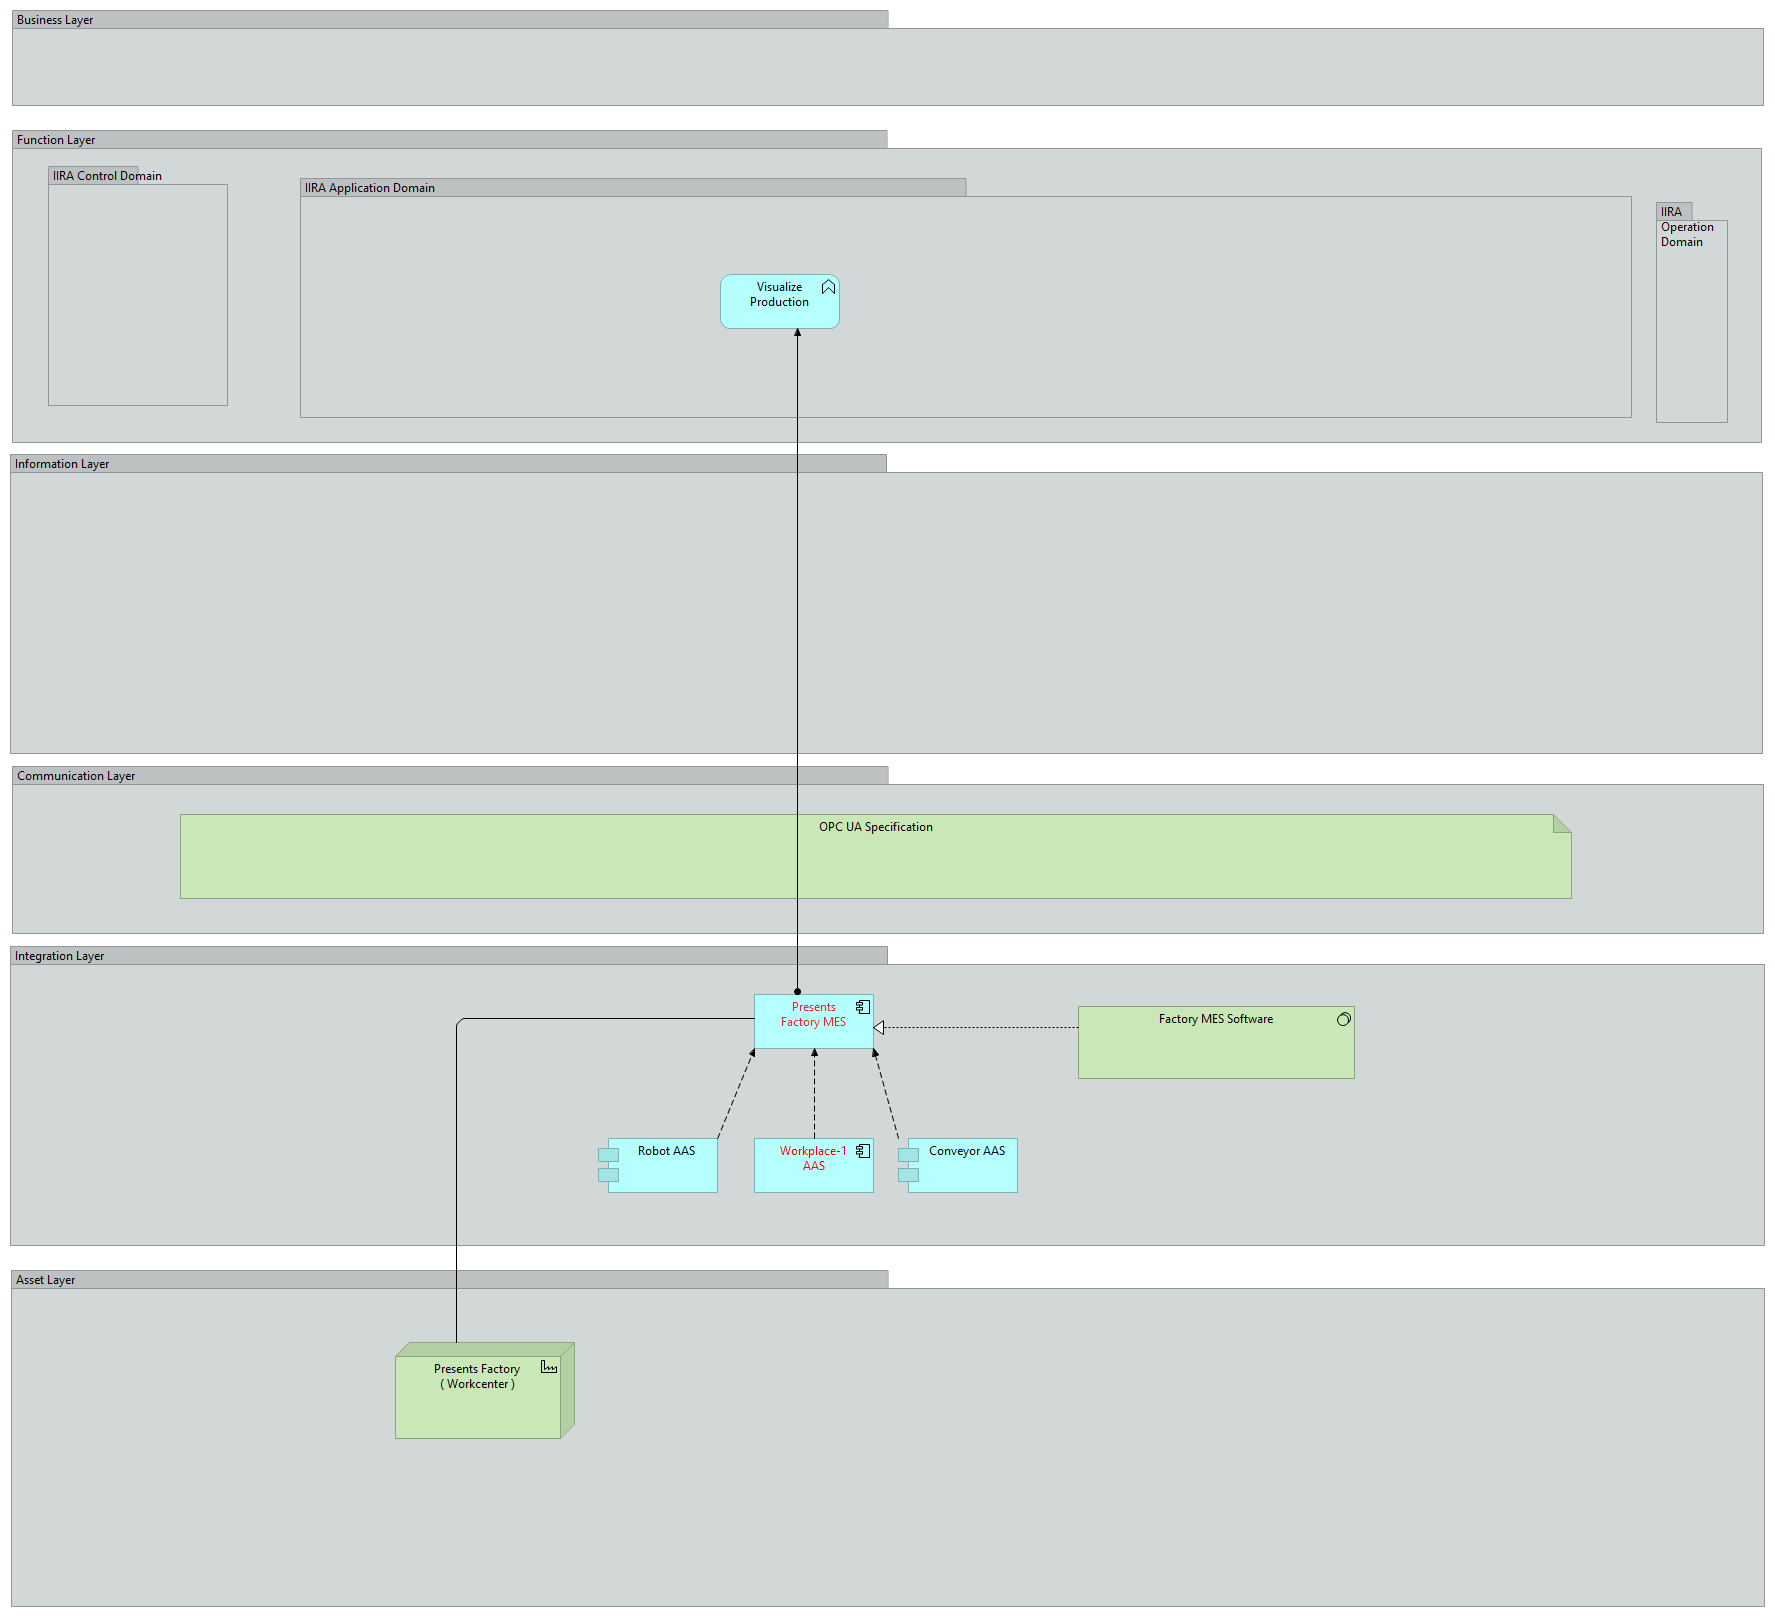 Business Layer
Function Layer
IIRA Control Domain
IIRA Application Domain
IIRA
Operation
Domain
Visualize
Production
Information Layer
Communication Layer
OPC UA Specification
Integration Layer
Presents
Factory MES
Factory MES Software
Robot AAS
Workplace-1
AAS
Conveyor AAS
Asset Layer
Presents Factory
( Workcenter )